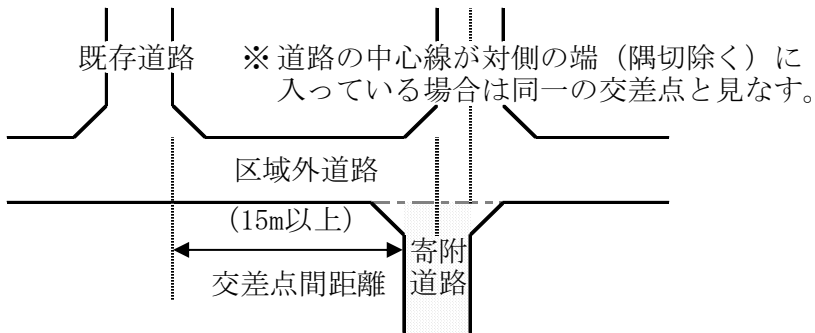 既存道路
※道路の中心線が対側の端（隅切除く）に
入っている場合は同一の交差点と見なす。
区域外道路
(15m以上)
交差点間距離
寄附
道路